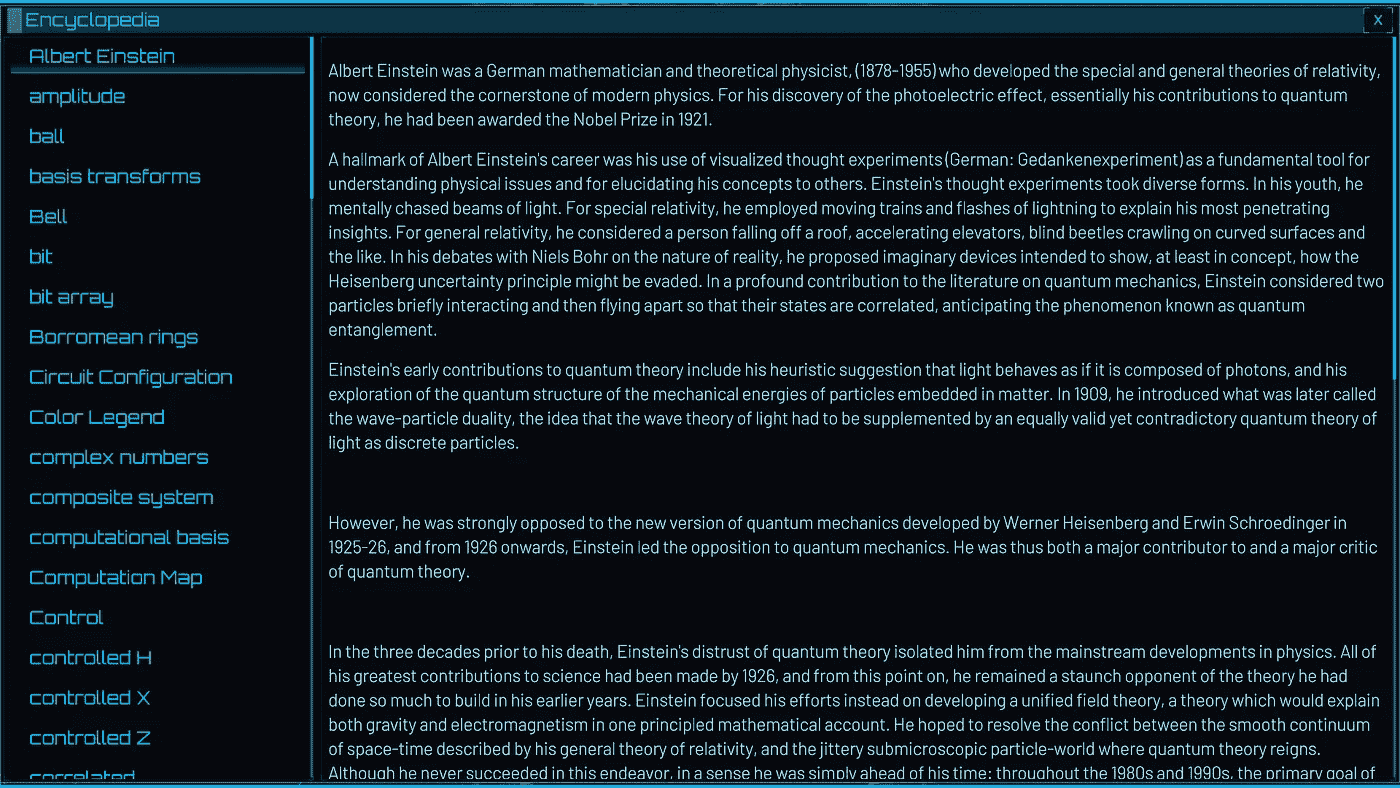 Encyclopedia
X
Albert Einstein
amplitude
ball
basis transforms
Bell
bit
bit array
Borromean rings
Circuit Configuration
Color Legend
complex numbers
composite system
computational basis
Computation Map
Control
controlled H
controlled X
controlled Z
correlated
Albert Einstein was a German mathematician and theoretical physicist, (1878-1955) who developed the special and general theories of relativity,
now considered the cornerstone of modern physics. For his discovery of the photoelectric effect, essentially his contributions to quantum
theory, he had been awarded the Nobel Prize in 1921.
A hallmark of Albert Einstein's career was his use of visualized thought experiments (German: Gedankenexperiment) as a fundamental tool for
understanding physical issues and for elucidating his concepts to others. Einstein's thought experiments took diverse forms. In his youth, he
mentally chased beams of light. For special relativity, he employed moving trains and flashes of lightning to explain his most penetrating
insights. For general relativity, he considered a person falling off a roof, accelerating elevators, blind beetles crawling on curved surfaces and
the like. In his debates with Niels Bohr on the nature of reality, he proposed imaginary devices intended to show, at least in concept, how the
Heisenberg uncertainty principle might be evaded. In a profound contribution to the literature on quantum mechanics, Einstein considered two
particles briefly interacting and then flying apart so that their states are correlated, anticipating the phenomenon known as quantum
entanglement.
Einstein's early contributions to quantum theory include his heuristic suggestion that light behaves as if it is composed of photons, and his
exploration of the quantum structure of the mechanical energies of particles embedded in matter. In 1909, he introduced what was later called
the wave-particle duality, the idea that the wave theory of light had to be supplemented by an equally valid yet contradictory quantum theory of
light as discrete particles.
However, he was strongly opposed to the new version of quantum mechanics developed by Werner Heisenberg and Erwin Schroedinger in
1925-26, and from 1926 onwards, Einstein led the opposition to quantum mechanics. He was thus both a major contributor to and a major critic
of quantum theory.
In the three decades prior to his death, Einstein's distrust of quantum theory isolated him from the mainstream developments in physics. All of
his greatest contributions to science had been made by 1926, and from this point on, he remained a staunch opponent of the theory he had
done so much to build in his earlier years. Einstein focused his efforts instead on developing a unified field theory, a theory which would explain
both gravity and electromagnetism in one principled mathematical account. He hoped to resolve the conflict between the smooth continuum
of space-time described by his general theory of relativity, and the jittery submicroscopic particle-world where quantum theory reigns.
Although he never succeeded in this endeavor, in a sense he was simply ahead of his time: throughout the 1980s and 1990s, the primary goal of